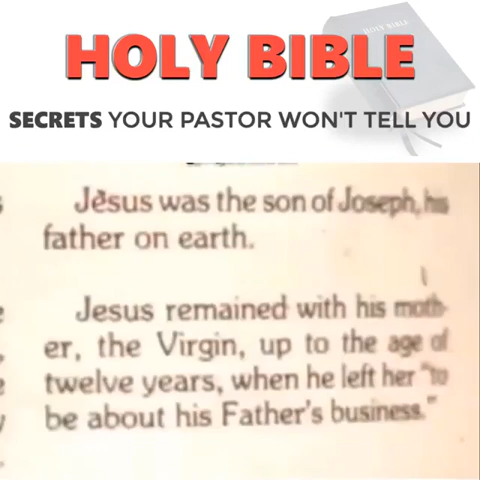 HOLY BIBLE
HOLY BIBLE
SECRETS YOUR PASTOR WON'T TELL YOU
Jesus was the son of Joseph, his
father on earth.
Jesus remained with his moth-
er, the Virgin, up to the age of
twelve years, when he left her "to
be about his Father's business."